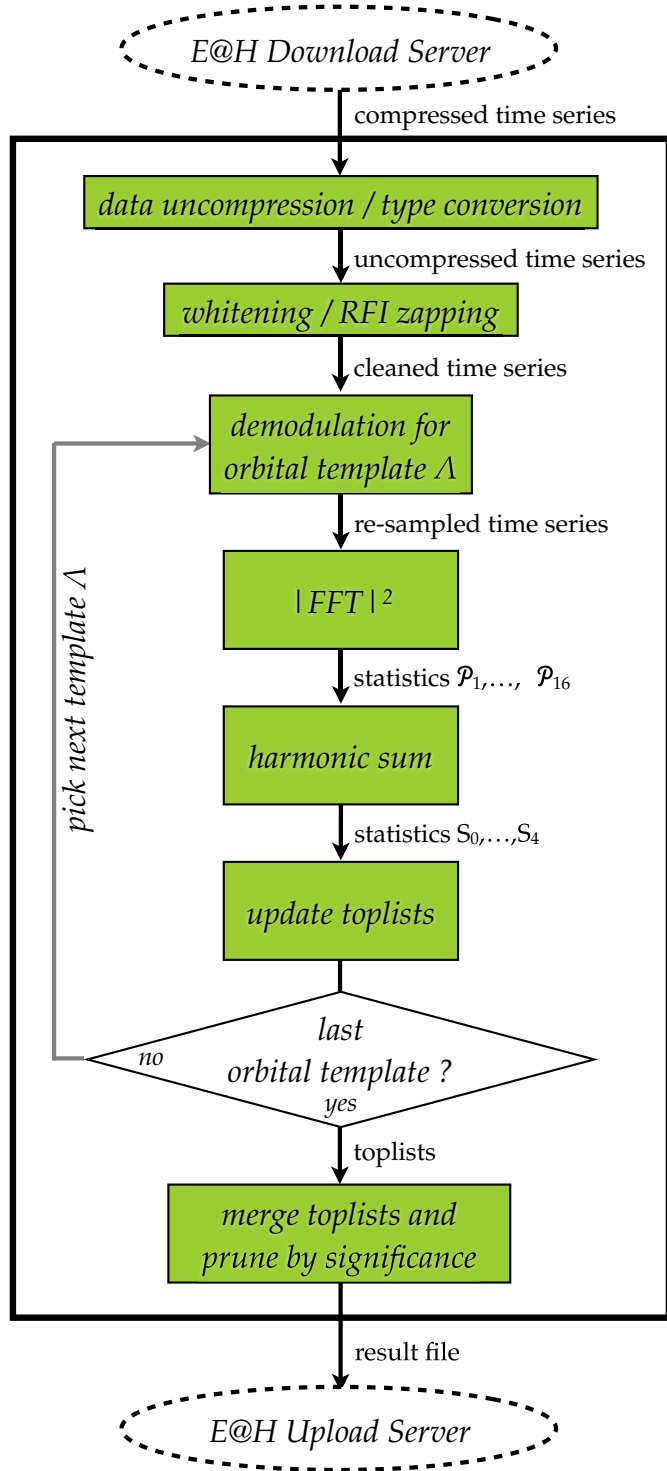 E@H Download Server
compressed time series
data uncompression / type conversion
uncompressed time series
whitening / RFI zapping
cleaned time series
demodulation for
orbital template Λ
re-sampled time series
pick next template Λ
|FFT|²
statistics 𝒫₁,…, 𝒫₁₆
harmonic sum
statistics S₀,…,S₄
update toplists
last
orbital template ?
no
yes
toplists
merge toplists and
prune by significance
result file
E@H Upload Server